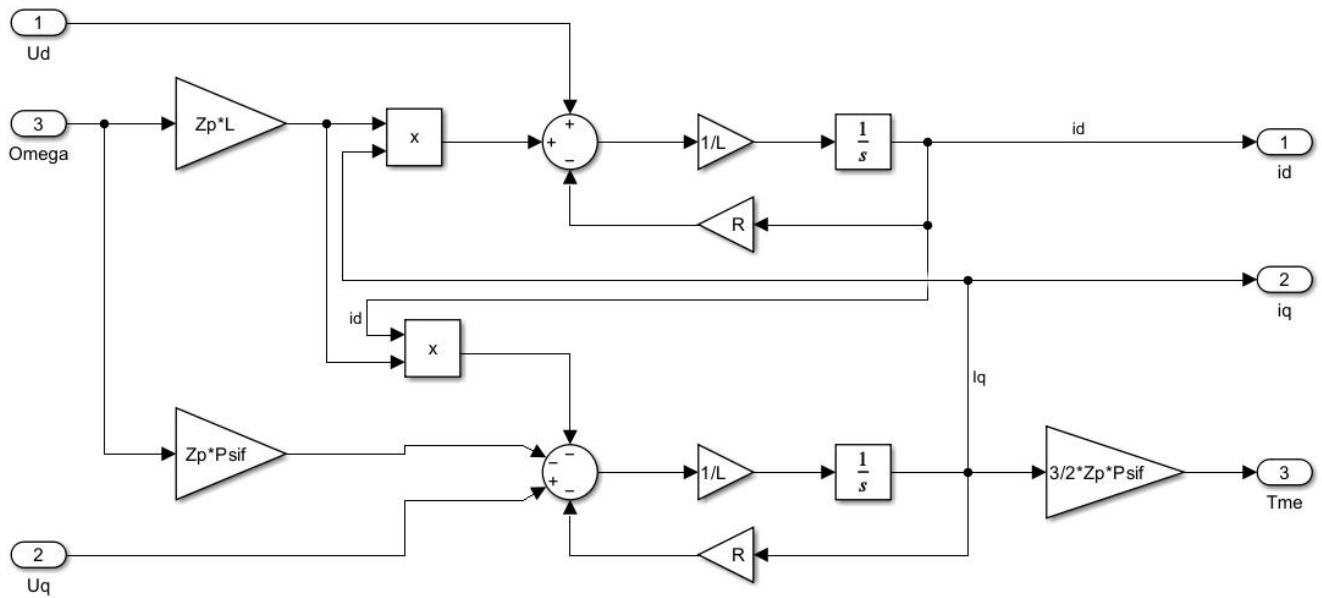 1
Ud
3
Omega
Zp*L
x
+
+
−
1/L
1
s
id
1
id
R
2
iq
id
x
Iq
Zp*Psif
−
−
+
−
1/L
1
s
3/2*Zp*Psif
3
Tme
R
2
Uq